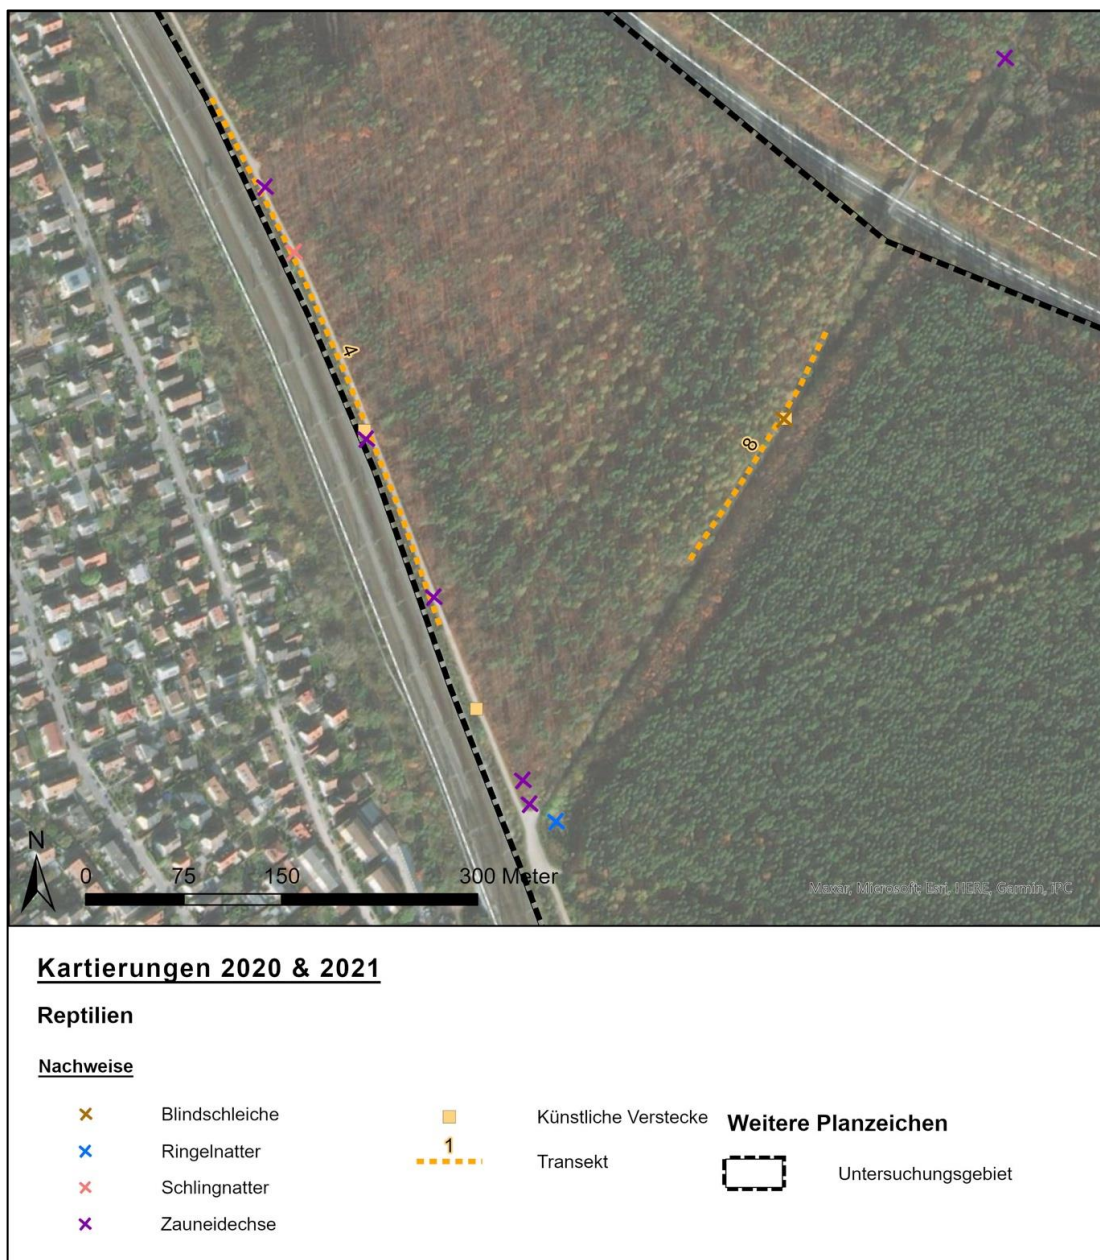 4
8
N
0 75 150 300 Meter
Maxar, Microsoft, Esri, HERE, Garmin, iPC
Kartierungen 2020 & 2021
Reptilien
Nachweise
Blindschleiche
Ringelnatter
Schlingnatter
Zauneidechse
Künstliche Verstecke
1
Transekt
Weitere Planzeichen
Untersuchungsgebiet